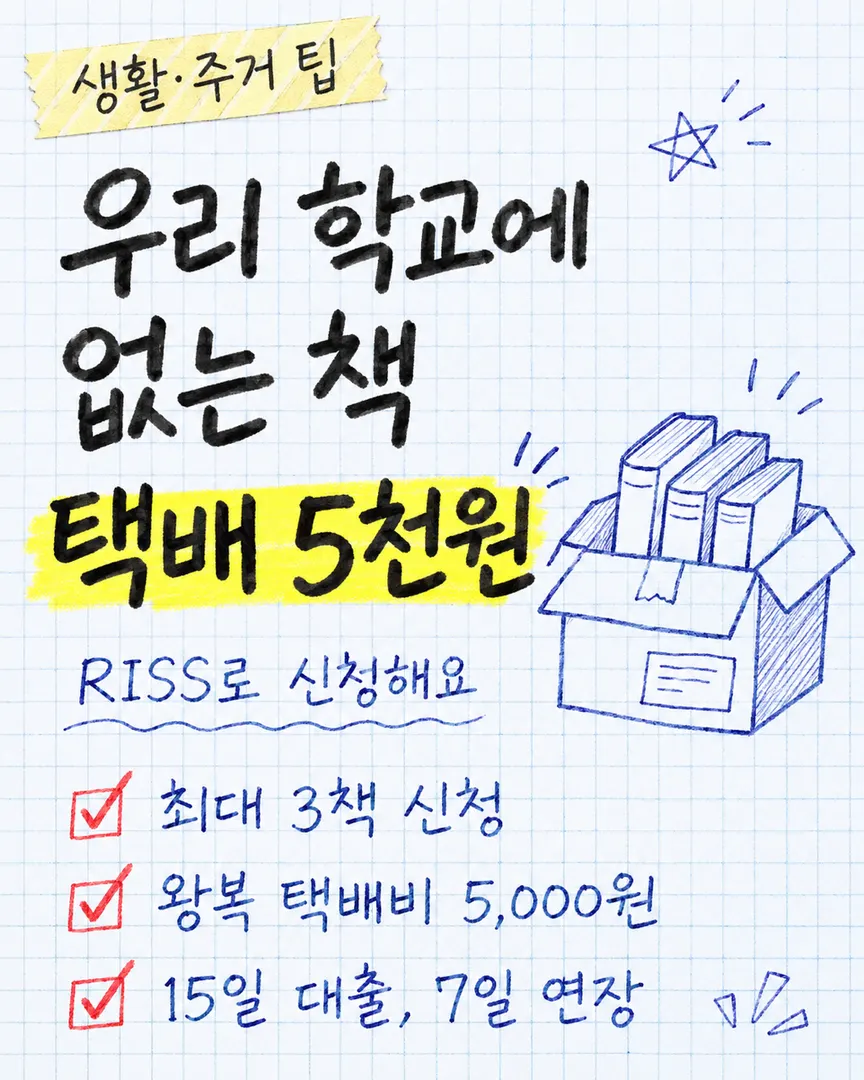 생활·주거 팁
우리 학교에
없는 책
택배 5천원
RISS로 신청해요
최대 3책 신청
왕복 택배비 5,000원
15일 대출, 7일 연장